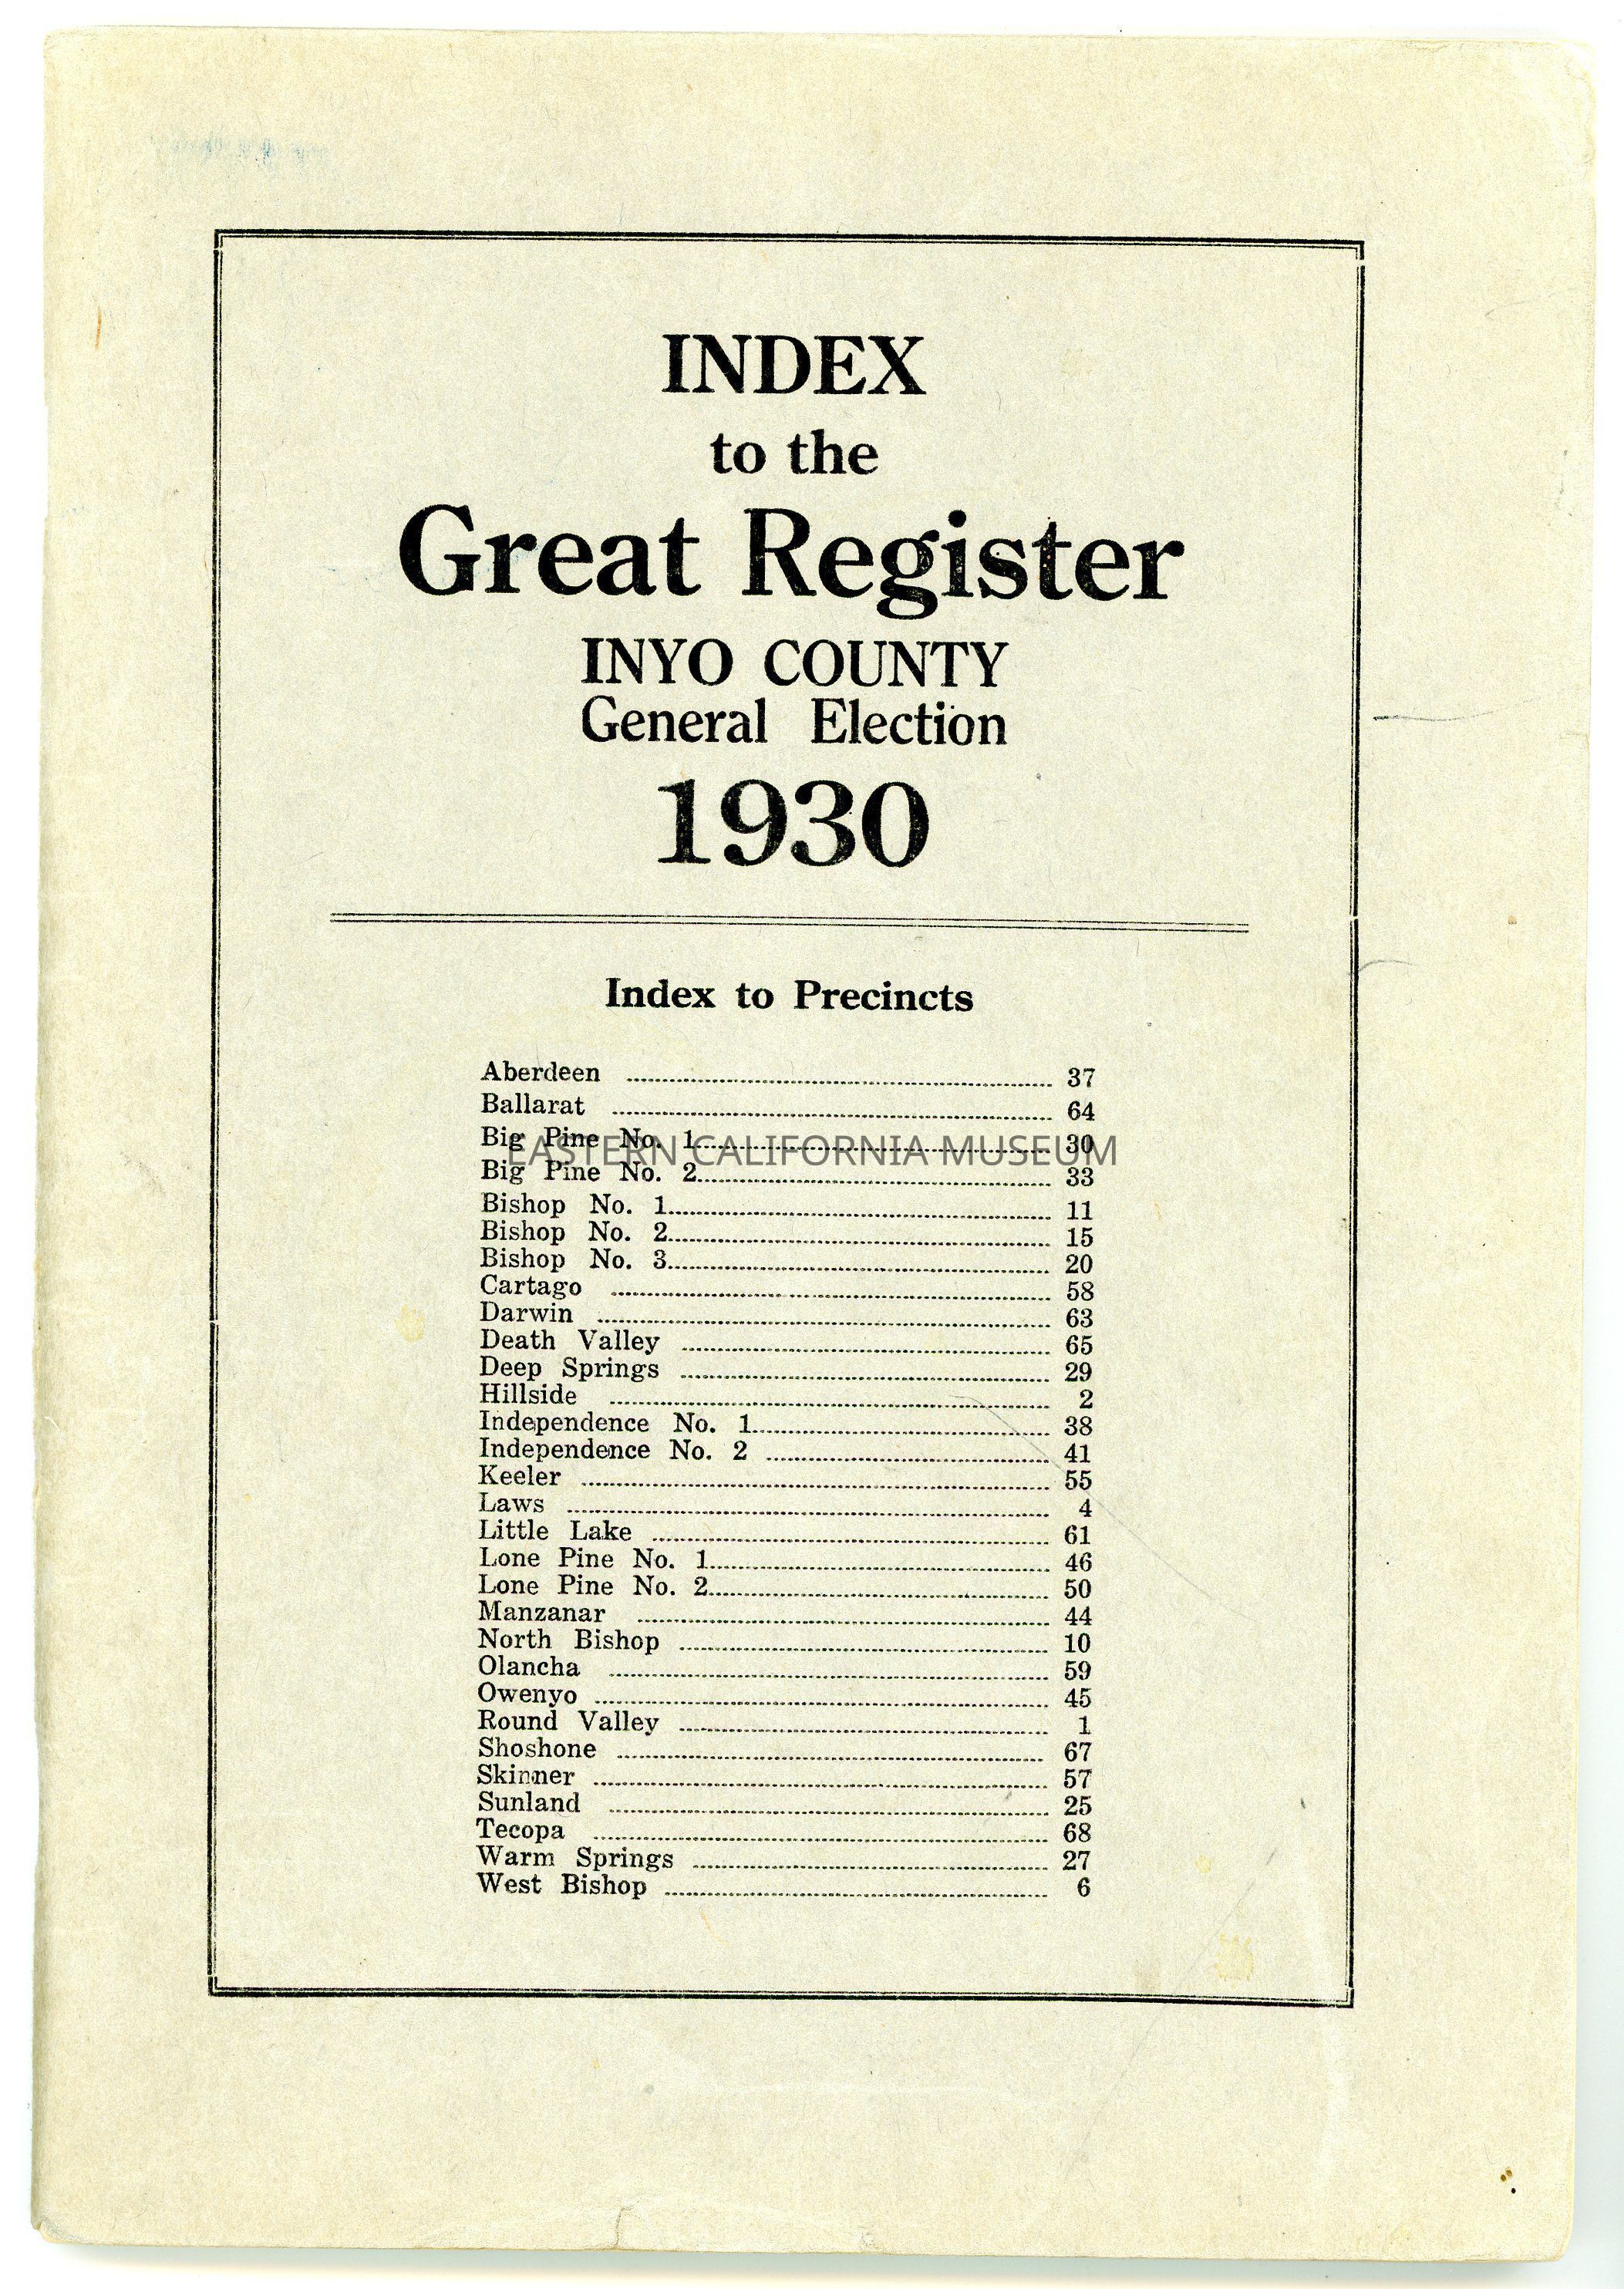 INDEX
to the
Great Register
INYO COUNTY
General Election
1930
Index to Precincts
Aberdeen ........ 37
Ballarat ........ 64
Big Pine No. 1........ 30
EASTERN CALIFORNIA MUSEUM
Big Pine No. 2........ 33
Bishop No. 1........ 11
Bishop No. 2........ 15
Bishop No. 3........ 20
Cartago ........ 58
Darwin ........ 63
Death Valley ........ 65
Deep Springs ........ 29
Hillside ........ 2
Independence No. 1........ 38
Independence No. 2 ........ 41
Keeler ........ 55
Laws ........ 4
Little Lake ........ 61
Lone Pine No. 1........ 46
Lone Pine No. 2........ 50
Manzanar ........ 44
North Bishop ........ 10
Olancha ........ 59
Owenyo ........ 45
Round Valley ........ 1
Shoshone ........ 67
Skinner ........ 57
Sunland ........ 25
Tecopa ........ 68
Warm Springs ........ 27
West Bishop ........ 6